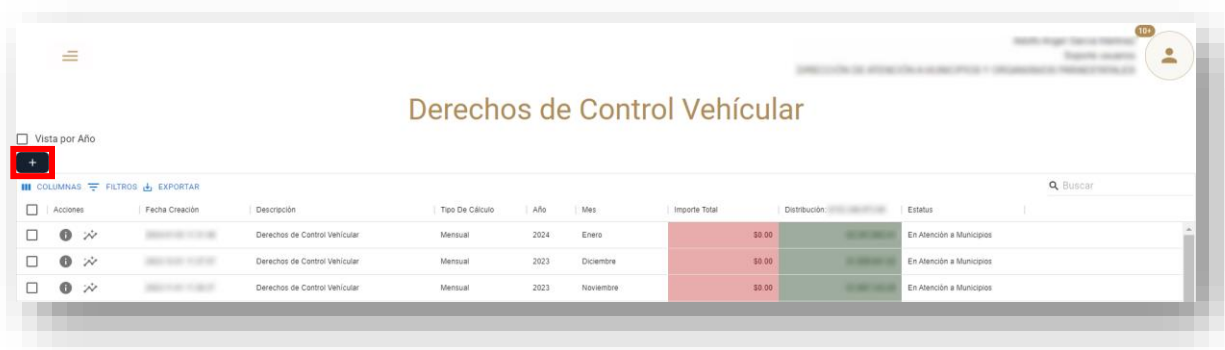 10+
Derechos de Control Vehícular
Vista por Año
+
COLUMNAS FILTROS EXPORTAR Buscar
Acciones Fecha Creación Descripción Tipo De Cálculo Año Mes Importe Total Distribución: Estatus
Derechos de Control Vehícular Mensual 2024 Enero $0.00 En Atención a Municipios
Derechos de Control Vehícular Mensual 2023 Diciembre $0.00 En Atención a Municipios
Derechos de Control Vehícular Mensual 2023 Noviembre $0.00 En Atención a Municipios